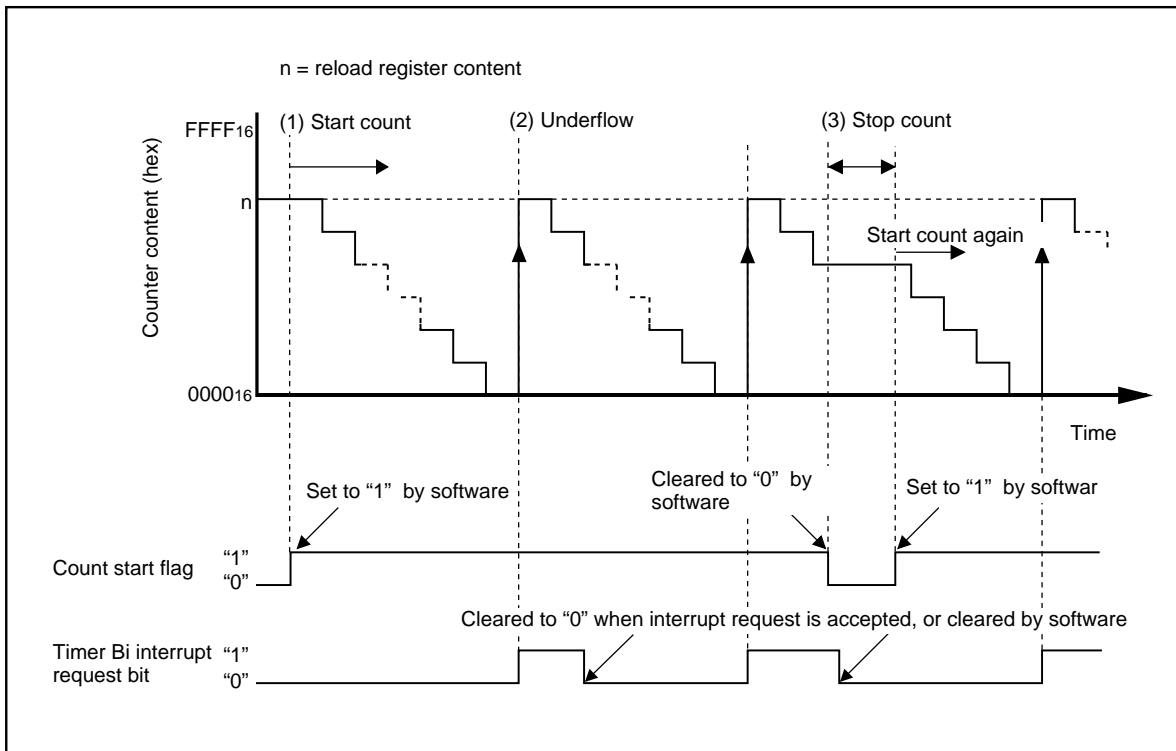 n = reload register content
FFFF16
(1) Start count
(2) Underflow
(3) Stop count
Counter content (hex)
n
Start count again
000016
Time
Set to “1” by software
Cleared to “0” by
software
Set to “1” by softwar
Count start flag
“1”
“0”
Cleared to “0” when interrupt request is accepted, or cleared by software
Timer Bi interrupt
request bit
“1”
“0”